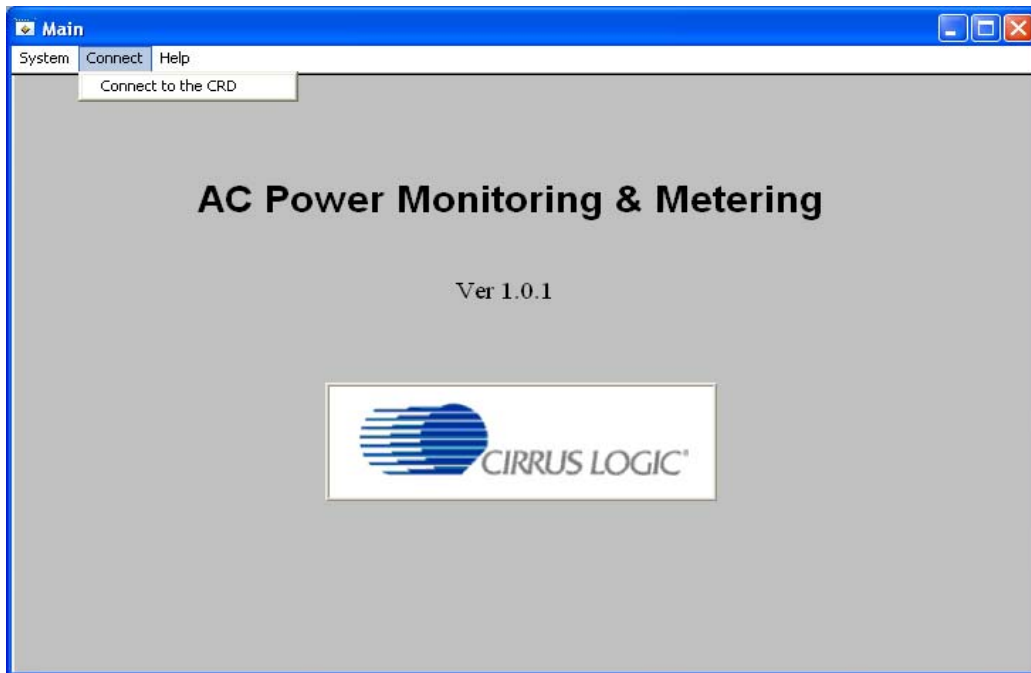 Main
System Connect Help
Connect to the CRD
AC Power Monitoring & Metering
Ver 1.0.1
CIRRUS LOGIC®